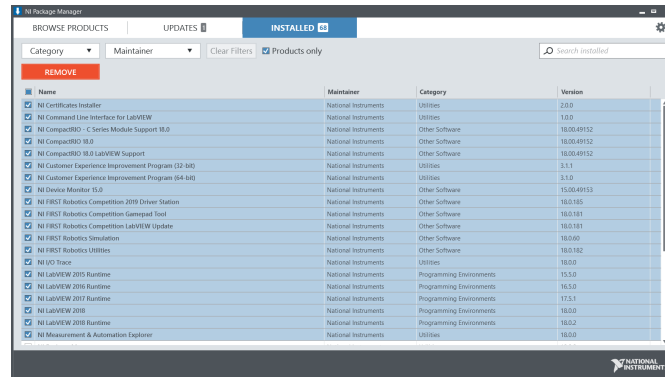 NI Package Manager
BROWSE PRODUCTS UPDATES 1 INSTALLED 68
Category Maintainer Clear Filters Products only Search installed
REMOVE
Name Maintainer Category Version
NI Certificates Installer National Instruments Utilities 2.0.0
NI Command Line Interface for LabVIEW National Instruments Utilities 1.0.0
NI CompactRIO - C Series Module Support 18.0 National Instruments Other Software 18.00.49152
NI CompactRIO 18.0 National Instruments Other Software 18.00.49152
NI CompactRIO 18.0 LabVIEW Support National Instruments Other Software 18.00.49152
NI Customer Experience Improvement Program (32-bit) National Instruments Utilities 3.1.1
NI Customer Experience Improvement Program (64-bit) National Instruments Utilities 3.1.0
NI Device Monitor 15.0 National Instruments Other Software 15.00.49153
NI FIRST Robotics Competition 2019 Driver Station National Instruments Other Software 18.0.185
NI FIRST Robotics Competition Gamepad Tool National Instruments Other Software 18.0.181
NI FIRST Robotics Competition LabVIEW Update National Instruments Other Software 18.0.181
NI FIRST Robotics Simulation National Instruments Other Software 18.0.60
NI FIRST Robotics Utilities National Instruments Other Software 18.0.182
NI I/O Trace National Instruments Utilities 18.0.0
NI LabVIEW 2015 Runtime National Instruments Programming Environments 15.5.0
NI LabVIEW 2016 Runtime National Instruments Programming Environments 16.5.0
NI LabVIEW 2017 Runtime National Instruments Programming Environments 17.5.1
NI LabVIEW 2018 National Instruments Programming Environments 18.0.0
NI LabVIEW 2018 Runtime National Instruments Programming Environments 18.0.2
NI Measurement & Automation Explorer National Instruments Utilities 18.0.0
NATIONAL
INSTRUMENTS